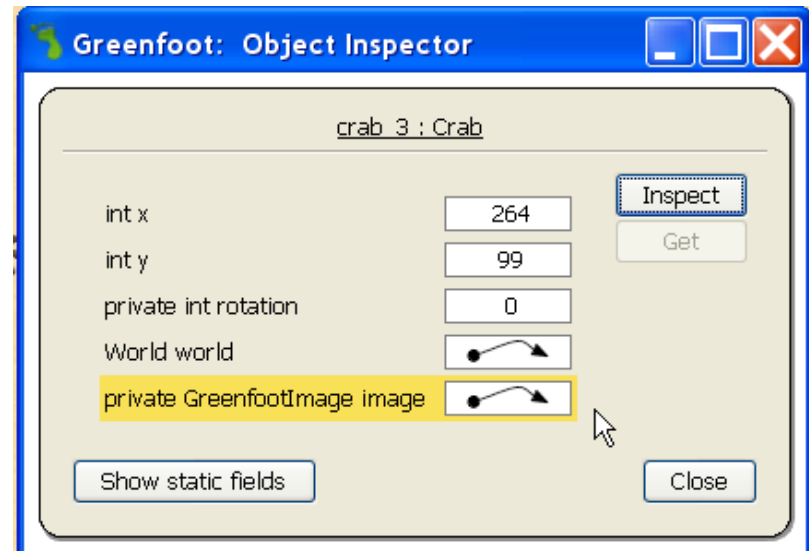 Greenfoot: Object Inspector
crab_3 : Crab
Inspect
int x 264
Get
int y 99
private int rotation 0
World world
private GreenfootImage image
Show static fields Close